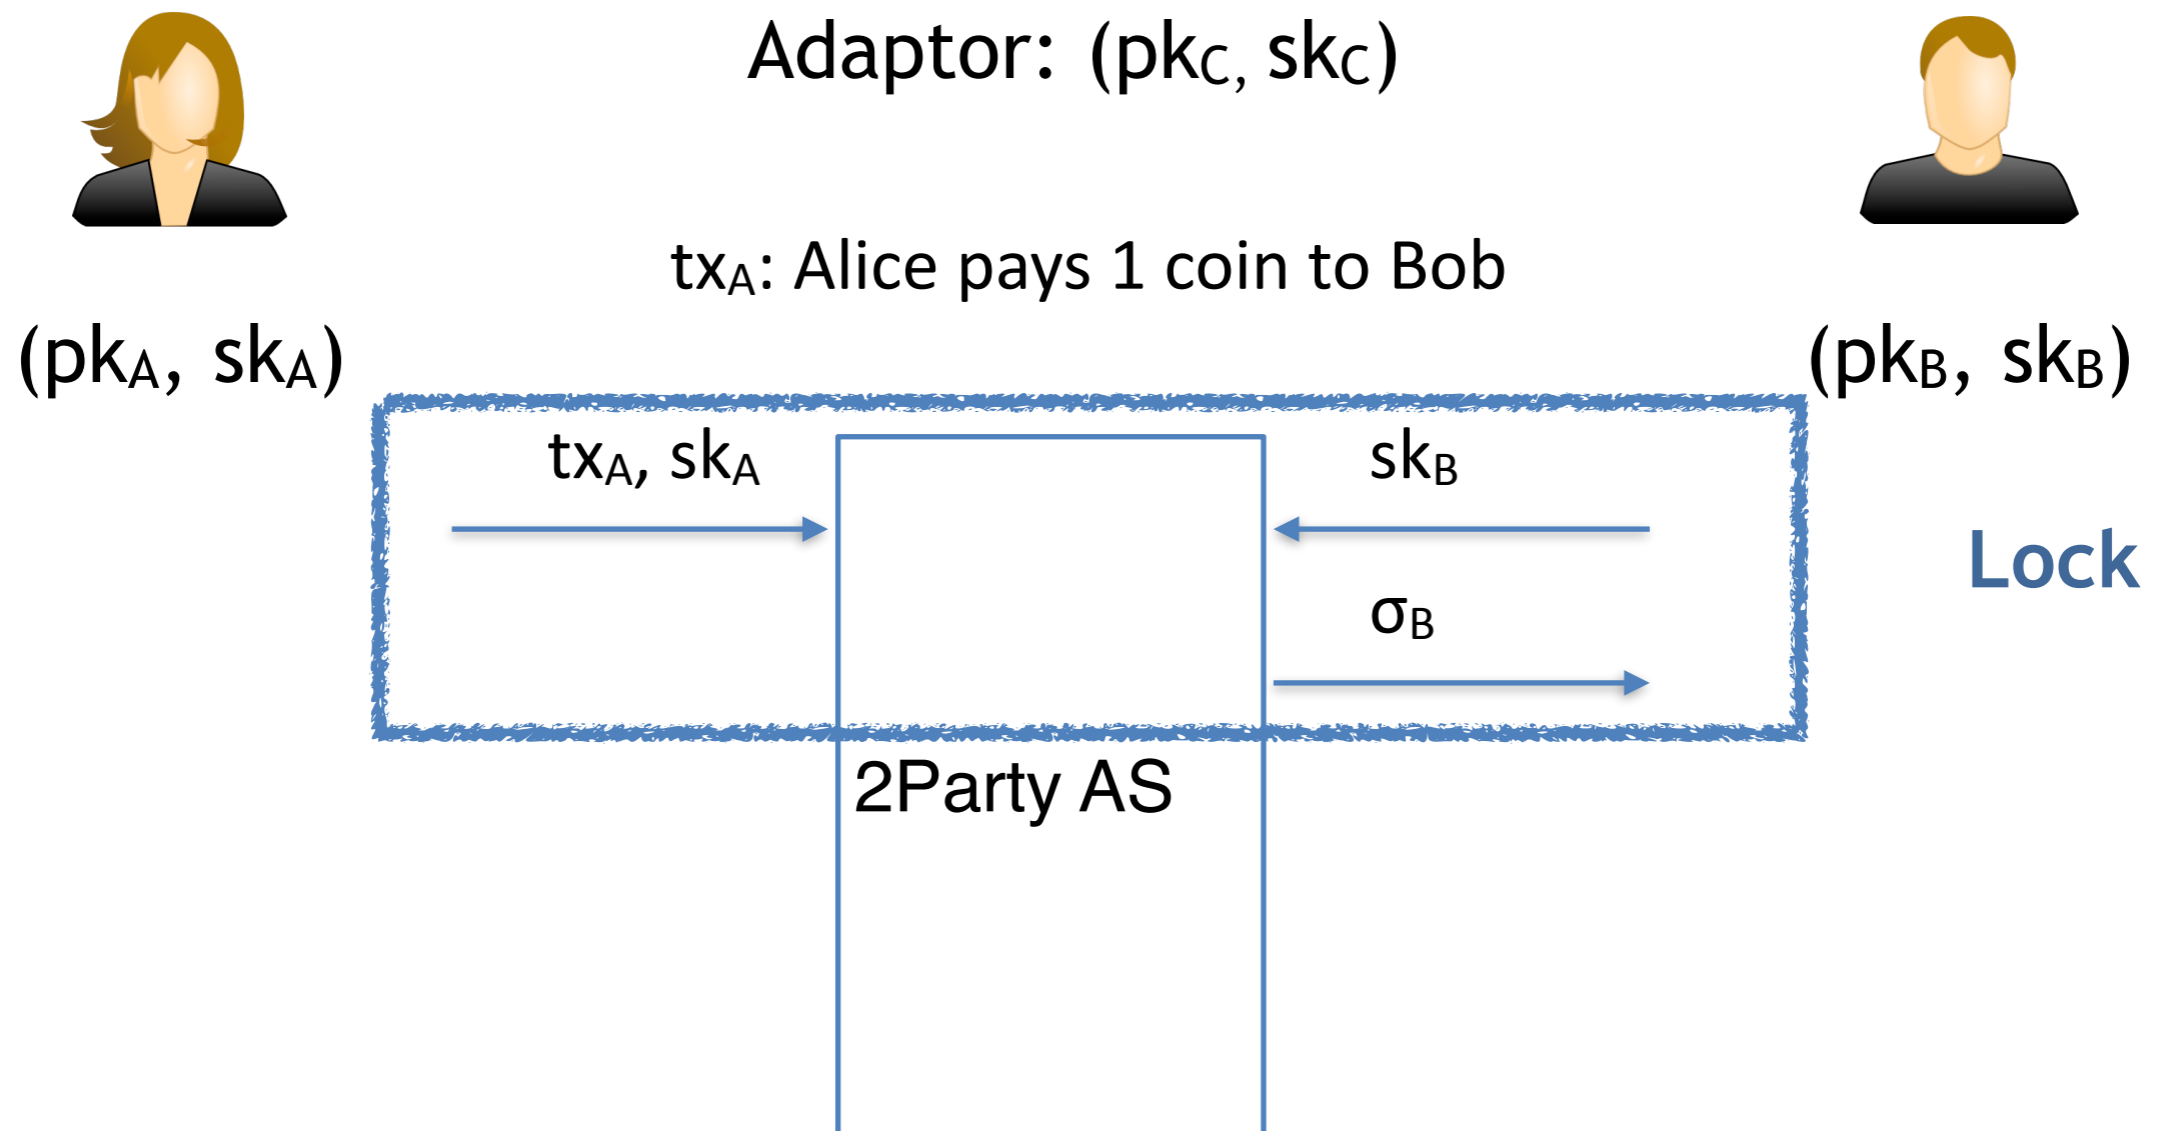 Adaptor: (pkC, skC)
txA: Alice pays 1 coin to Bob
(pkA, skA)
(pkB, skB)
txA, skA
skB
Lock
σB
2Party AS